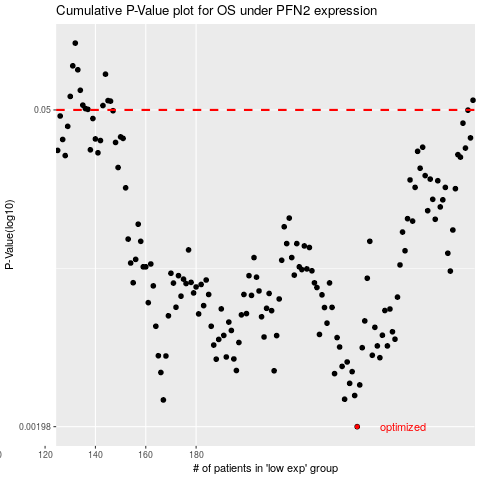 Cumulative P-Value plot for OS under PFN2 expression
P-Value(log10)
0.05
0.00198
optimized
0 120 140 160 180
# of patients in 'low exp' group